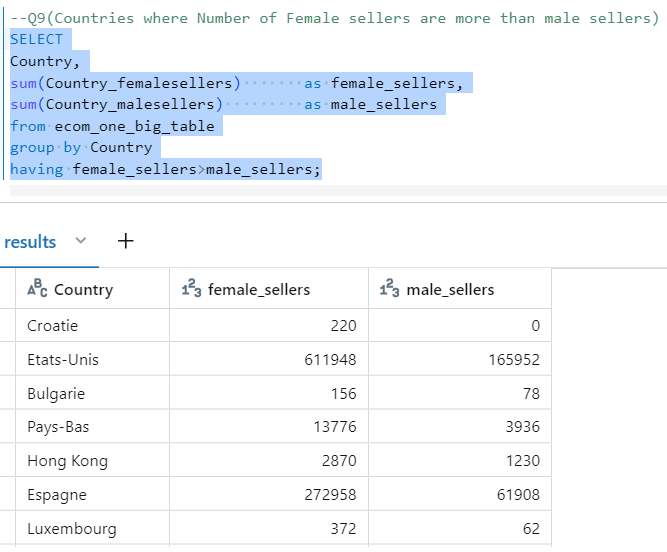 --Q9(Countries where Number of Female sellers are more than male sellers)
SELECT
Country,
sum(Country_femalesellers) as female_sellers,
sum(Country_malesellers) as male_sellers
from ecom_one_big_table
group by Country
having female_sellers>male_sellers;
results +
ABC Country 123 female_sellers 123 male_sellers
Croatie 220 0
Etats-Unis 611948 165952
Bulgarie 156 78
Pays-Bas 13776 3936
Hong Kong 2870 1230
Espagne 272958 61908
Luxembourg 372 62